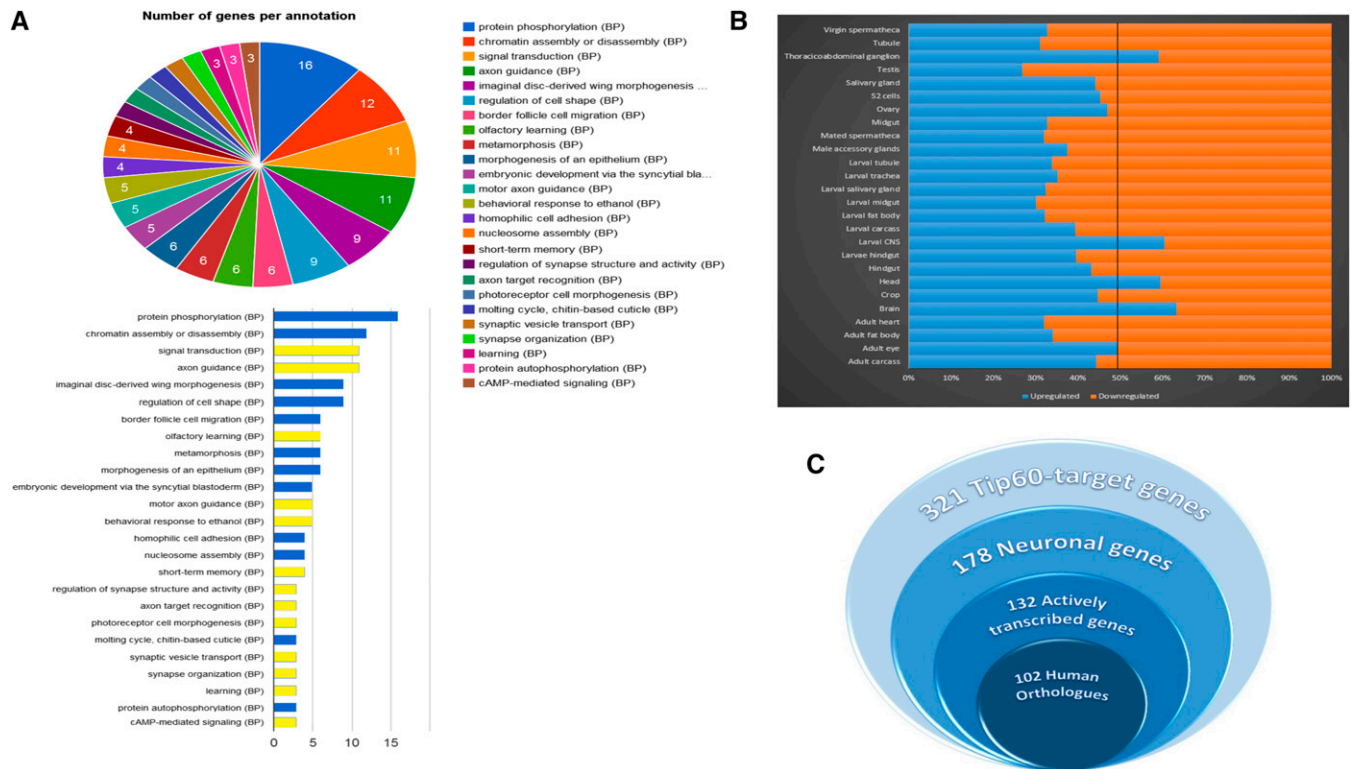 A
Number of genes per annotation
16
12
11
11
9
9
6
6
6
6
5
5
5
4
4
4
3
3
3
protein phosphorylation (BP)
chromatin assembly or disassembly (BP)
signal transduction (BP)
axon guidance (BP)
imaginal disc-derived wing morphogenesis ...
regulation of cell shape (BP)
border follicle cell migration (BP)
olfactory learning (BP)
metamorphosis (BP)
morphogenesis of an epithelium (BP)
embryonic development via the syncytial bla...
motor axon guidance (BP)
behavioral response to ethanol (BP)
homophilic cell adhesion (BP)
nucleosome assembly (BP)
short-term memory (BP)
regulation of synapse structure and activity (BP)
axon target recognition (BP)
photoreceptor cell morphogenesis (BP)
molting cycle, chitin-based cuticle (BP)
synaptic vesicle transport (BP)
synapse organization (BP)
learning (BP)
protein autophosphorylation (BP)
cAMP-mediated signaling (BP)
protein phosphorylation (BP)
chromatin assembly or disassembly (BP)
signal transduction (BP)
axon guidance (BP)
imaginal disc-derived wing morphogenesis (BP)
regulation of cell shape (BP)
border follicle cell migration (BP)
olfactory learning (BP)
metamorphosis (BP)
morphogenesis of an epithelium (BP)
embryonic development via the syncytial blastoderm (BP)
motor axon guidance (BP)
behavioral response to ethanol (BP)
homophilic cell adhesion (BP)
nucleosome assembly (BP)
short-term memory (BP)
regulation of synapse structure and activity (BP)
axon target recognition (BP)
photoreceptor cell morphogenesis (BP)
molting cycle, chitin-based cuticle (BP)
synaptic vesicle transport (BP)
synapse organization (BP)
learning (BP)
protein autophosphorylation (BP)
cAMP-mediated signaling (BP)
0 5 10 15
B
Virgin spermatheca
Tubule
Thoracicoabdominal ganglion
Testis
Salivary gland
S2 cells
Ovary
Midgut
Mated spermatheca
Male accessory glands
Larval tubule
Larval trachea
Larval salivary gland
Larval midgut
Larval fat body
Larval carcass
Larval CNS
Larvae hindgut
Hindgut
Head
Crop
Brain
Adult heart
Adult fat body
Adult eye
Adult carcass
0% 10% 20% 30% 40% 50% 60% 70% 80% 90% 100%
Upregulated Downregulated
C
321 Tip60-target genes
178 Neuronal genes
132 Actively
transcribed genes
102 Human
Orthologues